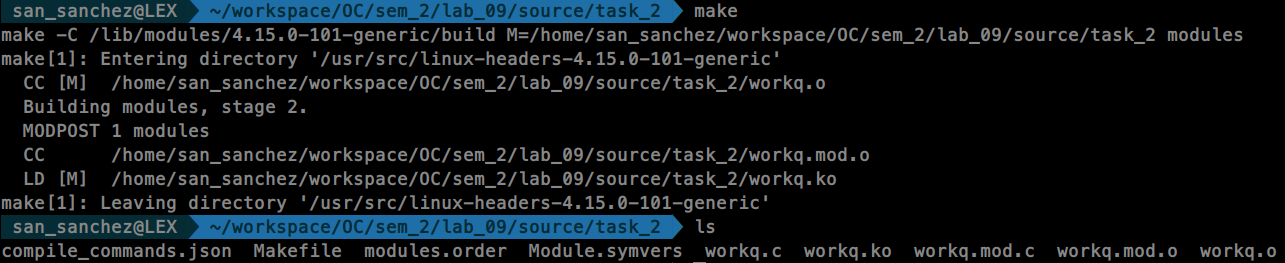 san_sanchez@LEX ~/workspace/OC/sem_2/lab_09/source/task_2 make
make -C /lib/modules/4.15.0-101-generic/build M=/home/san_sanchez/workspace/OC/sem_2/lab_09/source/task_2 modules
make[1]: Entering directory '/usr/src/linux-headers-4.15.0-101-generic'
CC [M] /home/san_sanchez/workspace/OC/sem_2/lab_09/source/task_2/workq.o
Building modules, stage 2.
MODPOST 1 modules
CC /home/san_sanchez/workspace/OC/sem_2/lab_09/source/task_2/workq.mod.o
LD [M] /home/san_sanchez/workspace/OC/sem_2/lab_09/source/task_2/workq.ko
make[1]: Leaving directory '/usr/src/linux-headers-4.15.0-101-generic'
san_sanchez@LEX ~/workspace/OC/sem_2/lab_09/source/task_2 ls
compile_commands.json Makefile modules.order Module.symvers _workq.c workq.ko workq.mod.c workq.mod.o workq.o